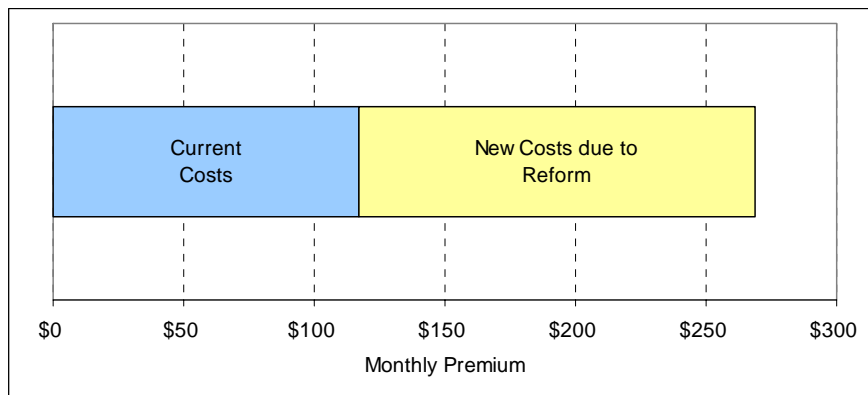 Current
Costs
New Costs due to
Reform
$0
$50
$100
$150
$200
$250
$300
Monthly Premium